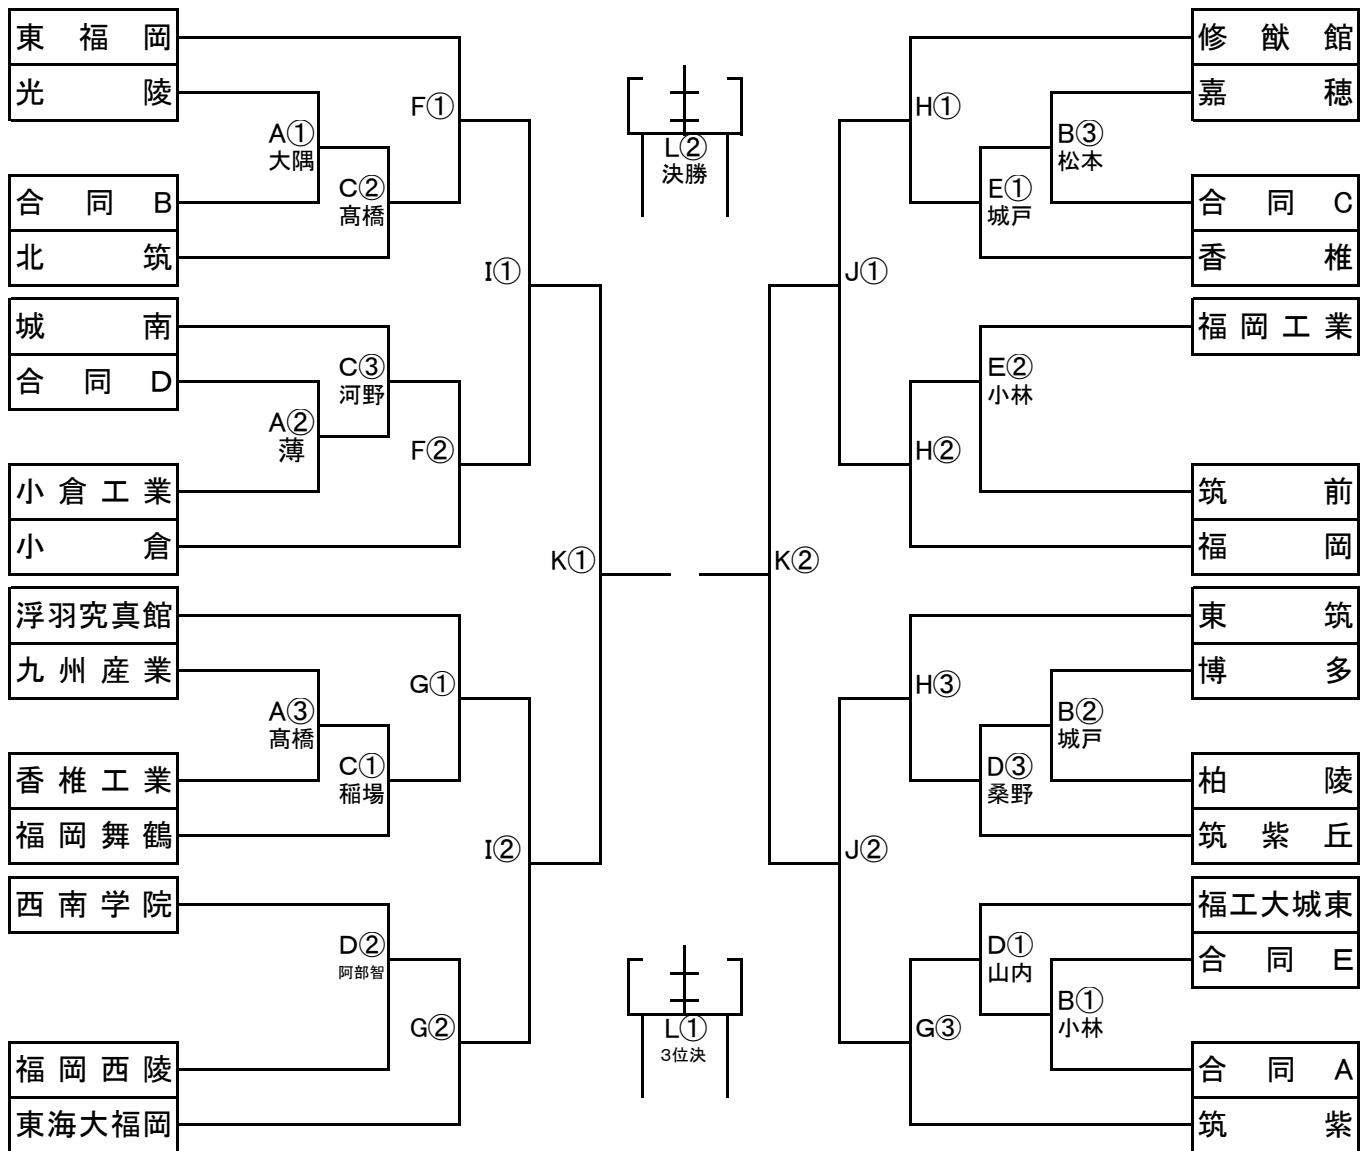 東福岡
光陵
合同B
北筑
城南
合同D
小倉工業
小倉
浮羽究真館
九州産業
香椎工業
福岡舞鶴
西南学院
福岡西陵
東海大福岡
A①
大隅
C②
髙橋
F①
I①
C③
河野
A②
薄
F②
K①
A③
髙橋
C①
稲場
G①
I②
D②
阿部智
G②
L②
決勝
L①
3位決
H①
B③
松本
E①
城戸
J①
E②
小林
H②
K②
H③
B②
城戸
D③
桑野
J②
D①
山内
B①
小林
G③
修猷館
嘉穂
合同C
香椎
福岡工業
筑前
福岡
東筑
博多
柏陵
筑紫丘
福工大城東
合同E
合同A
筑紫